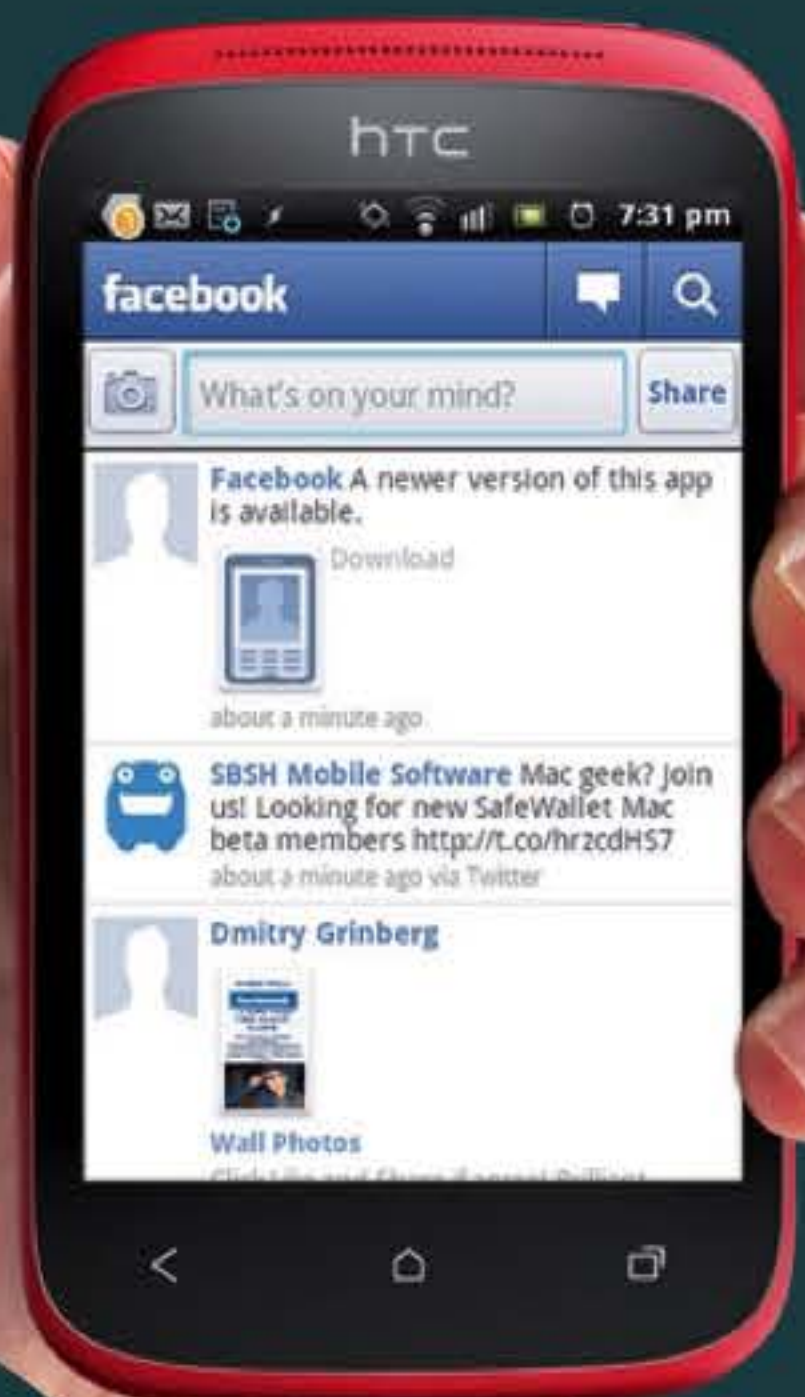 htc
7:31 pm
facebook
What's on your mind?
Share
Facebook A newer version of this app
is available.
Download
about a minute ago
SBSH Mobile Software Mac geek? Join
us! Looking for new SafeWallet Mac
beta members http://t.co/hrzcdHS7
about a minute ago via Twitter
Dmitry Grinberg
Wall Photos